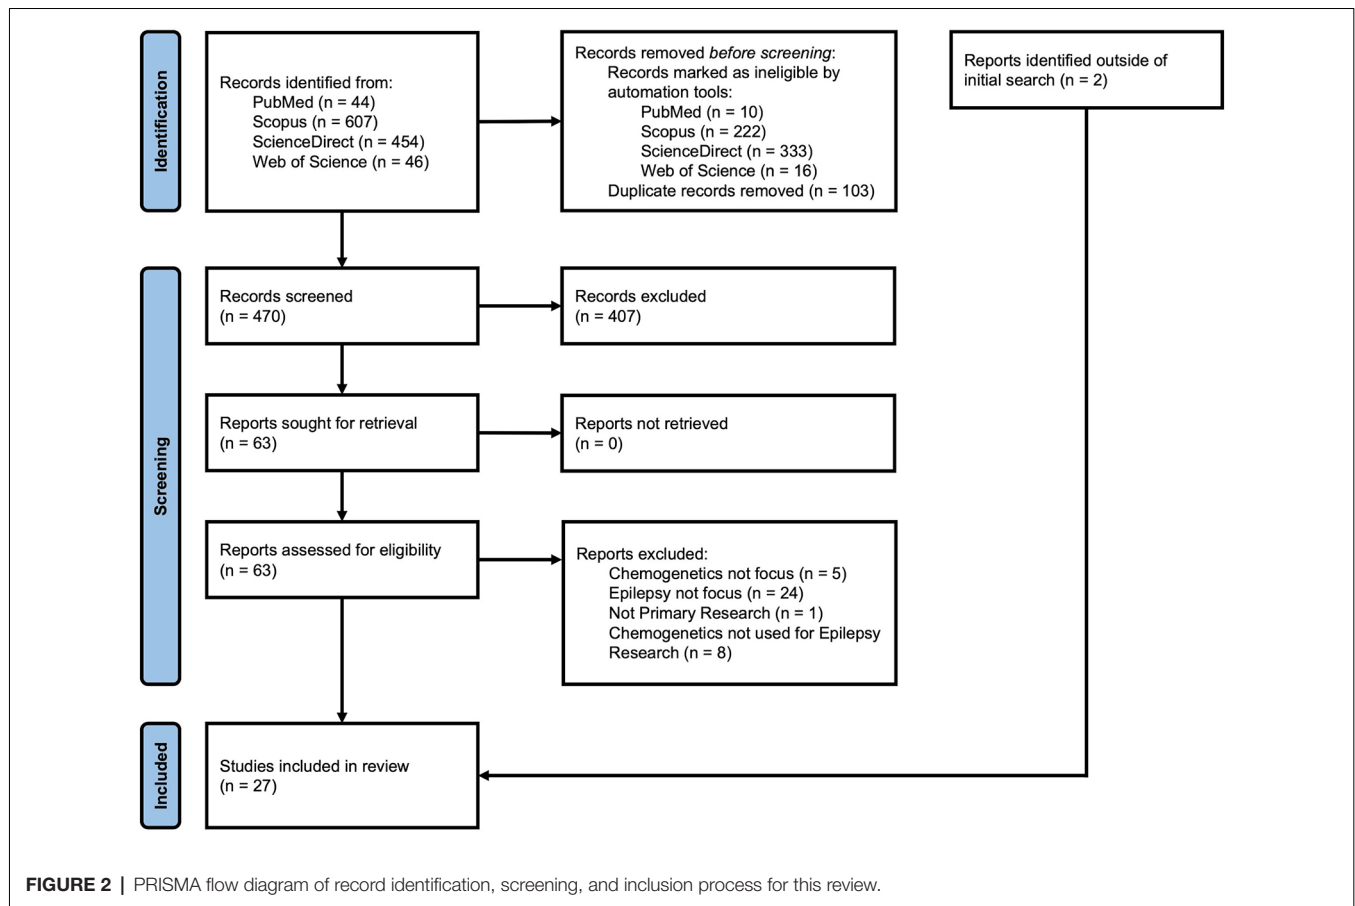 Identification
Records identified from:
PubMed (n = 44)
Scopus (n = 607)
ScienceDirect (n = 454)
Web of Science (n = 46)
Records removed before screening:
Records marked as ineligible by
automation tools:
PubMed (n = 10)
Scopus (n = 222)
ScienceDirect (n = 333)
Web of Science (n = 16)
Duplicate records removed (n = 103)
Reports identified outside of
initial search (n = 2)
Screening
Records screened
(n = 470)
Records excluded
(n = 407)
Reports sought for retrieval
(n = 63)
Reports not retrieved
(n = 0)
Reports assessed for eligibility
(n = 63)
Reports excluded:
Chemogenetics not focus (n = 5)
Epilepsy not focus (n = 24)
Not Primary Research (n = 1)
Chemogenetics not used for Epilepsy
Research (n = 8)
Included
Studies included in review
(n = 27)
FIGURE 2 | PRISMA flow diagram of record identification, screening, and inclusion process for this review.